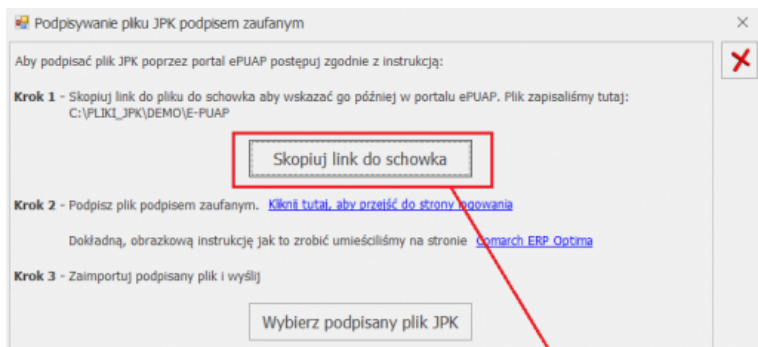 Podpisywanie pliku JPK podpisem zaufanym
Aby podpisać plik JPK poprzez portal ePUAP postępuj zgodnie z instrukcją:
Krok 1 - Skopiuj link do pliku do schowka aby wskazać go później w portalu ePUAP. Plik zapisaliśmy tutaj:
C:\PLIKI_JPK\DEMO\E-PUAP
Skopiuj link do schowka
Krok 2 - Podpisz plik podpisem zaufanym. Kliknij tutaj, aby przejść do strony logowania
Dokładną, obrazkową instrukcję jak to zrobić umieściliśmy na stronie Comarch ERP Optima
Krok 3 - Zaimportuj podpisany plik i wyślij
Wybierz podpisany plik JPK